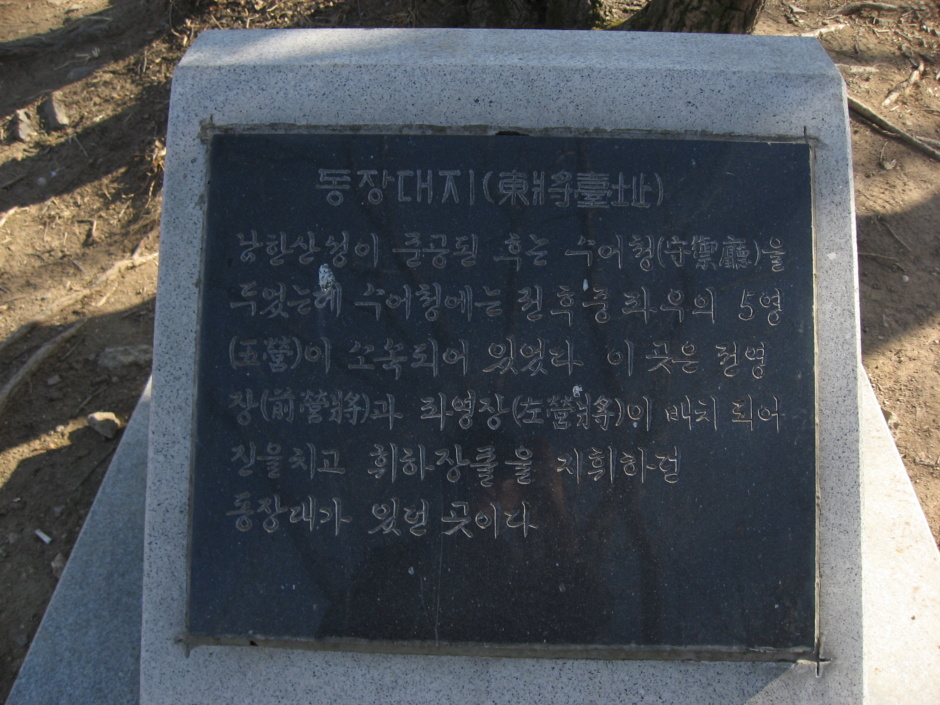 동장대지(東將臺址)
남한산성이 준공된 후는 수어청(守禦廳)을
두었는데 수어청에는 전후중좌우의 5영
(五營)이 소속되어 있었다 이 곳은 전영
장(前營將)과 좌영장(左營將)이 배치 되어
진을치고 휘하장졸을 지휘하던
동장대가 있던 곳이다